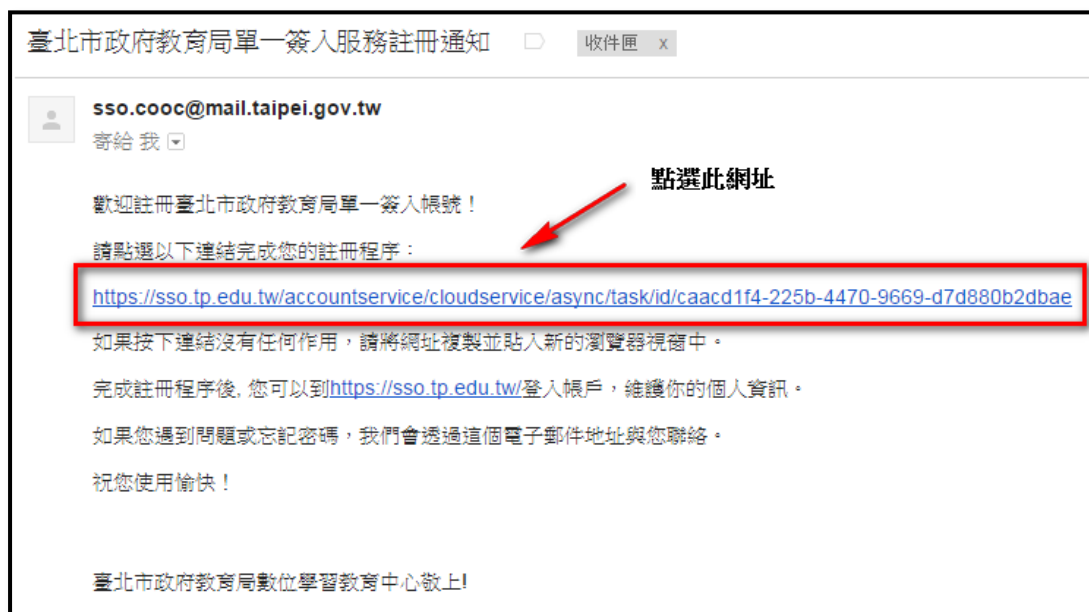 臺北市政府教育局單一簽入服務註冊通知 收件匣 x
sso.cooc@mail.taipei.gov.tw
寄給 我
點選此網址
歡迎註冊臺北市政府教育局單一簽入帳號！
請點選以下連結完成您的註冊程序：
https://sso.tp.edu.tw/accountservice/cloudservice/async/task/id/caacd1f4-225b-4470-9669-d7d880b2dbae
如果按下連結沒有任何作用，請將網址複製並貼入新的瀏覽器視窗中。
完成註冊程序後, 您可以到https://sso.tp.edu.tw/登入帳戶，維護你的個人資訊。
如果您遇到問題或忘記密碼，我們會透過這個電子郵件地址與您聯絡。
祝您使用愉快！
臺北市政府教育局數位學習教育中心敬上!